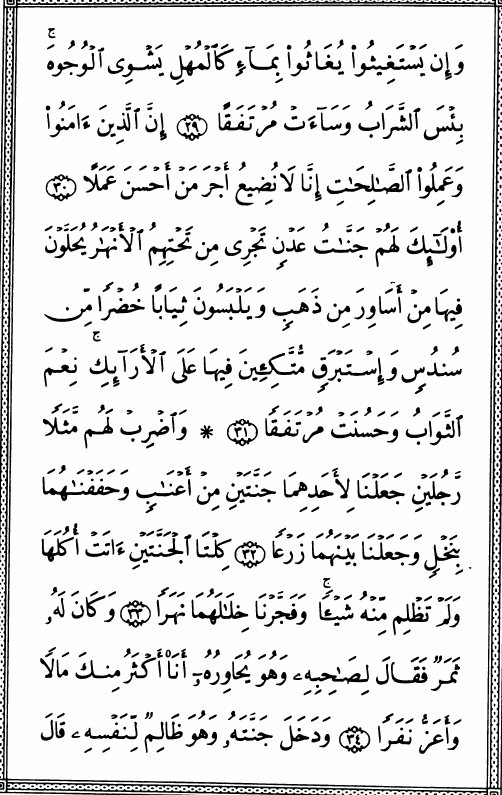 وَإِن يَسْتَغِيثُوا۟ يُغَاثُوا۟ بِمَآءٍ كَٱلْمُهْلِ يَشْوِى ٱلْوُجُوهَ ۚ
بِئْسَ ٱلشَّرَابُ وَسَآءَتْ مُرْتَفَقًا ٢٩ إِنَّ ٱلَّذِينَ ءَامَنُوا۟
وَعَمِلُوا۟ ٱلصَّـٰلِحَـٰتِ إِنَّا لَا نُضِيعُ أَجْرَ مَنْ أَحْسَنَ عَمَلًا ٣٠
أُو۟لَـٰٓئِكَ لَهُمْ جَنَّـٰتُ عَدْنٍ تَجْرِى مِن تَحْتِهِمُ ٱلْأَنْهَـٰرُ يُحَلَّوْنَ
فِيهَا مِنْ أَسَاوِرَ مِن ذَهَبٍ وَيَلْبَسُونَ ثِيَابًا خُضْرًا مِّن
سُندُسٍ وَإِسْتَبْرَقٍ مُّتَّكِـِٔينَ فِيهَا عَلَى ٱلْأَرَآئِكِ ۚ نِعْمَ
ٱلثَّوَابُ وَحَسُنَتْ مُرْتَفَقًا ٣١ * وَٱضْرِبْ لَهُم مَّثَلًا
رَّجُلَيْنِ جَعَلْنَا لِأَحَدِهِمَا جَنَّتَيْنِ مِنْ أَعْنَـٰبٍ وَحَفَفْنَـٰهُمَا
بِنَخْلٍ وَجَعَلْنَا بَيْنَهُمَا زَرْعًا ٣٢ كِلْتَا ٱلْجَنَّتَيْنِ ءَاتَتْ أُكُلَهَا
وَلَمْ تَظْلِم مِّنْهُ شَيْـًٔا ۚ وَفَجَّرْنَا خِلَـٰلَهُمَا نَهَرًا ٣٣ وَكَانَ لَهُۥ
ثَمَرٌ فَقَالَ لِصَـٰحِبِهِۦ وَهُوَ يُحَاوِرُهُۥٓ أَنَا۠ أَكْثَرُ مِنكَ مَالًا
وَأَعَزُّ نَفَرًا ٣٤ وَدَخَلَ جَنَّتَهُۥ وَهُوَ ظَالِمٌ لِّنَفْسِهِۦ قَالَ